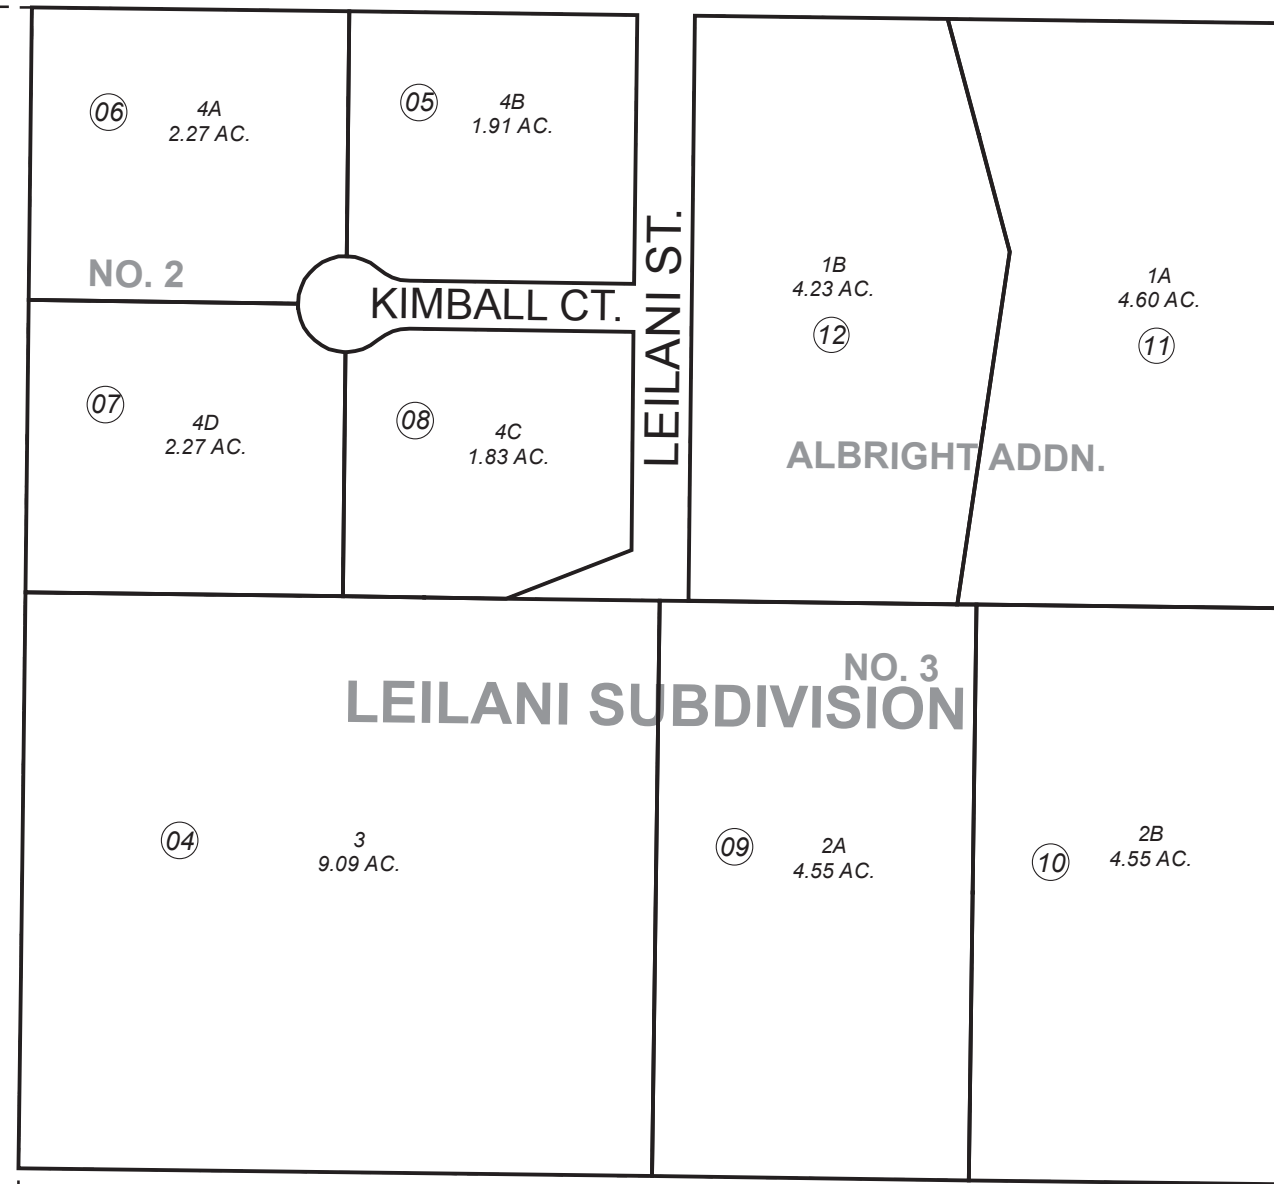 06
4A
2.27 AC.
05
4B
1.91 AC.
NO. 2
KIMBALL CT.
LEILANI ST.
1B
4.23 AC.
12
1A
4.60 AC.
11
07
4D
2.27 AC.
08
4C
1.83 AC.
ALBRIGHT ADDN.
NO. 3
LEILANI SUBDIVISION
04
3
9.09 AC.
09
2A
4.55 AC.
10
2B
4.55 AC.